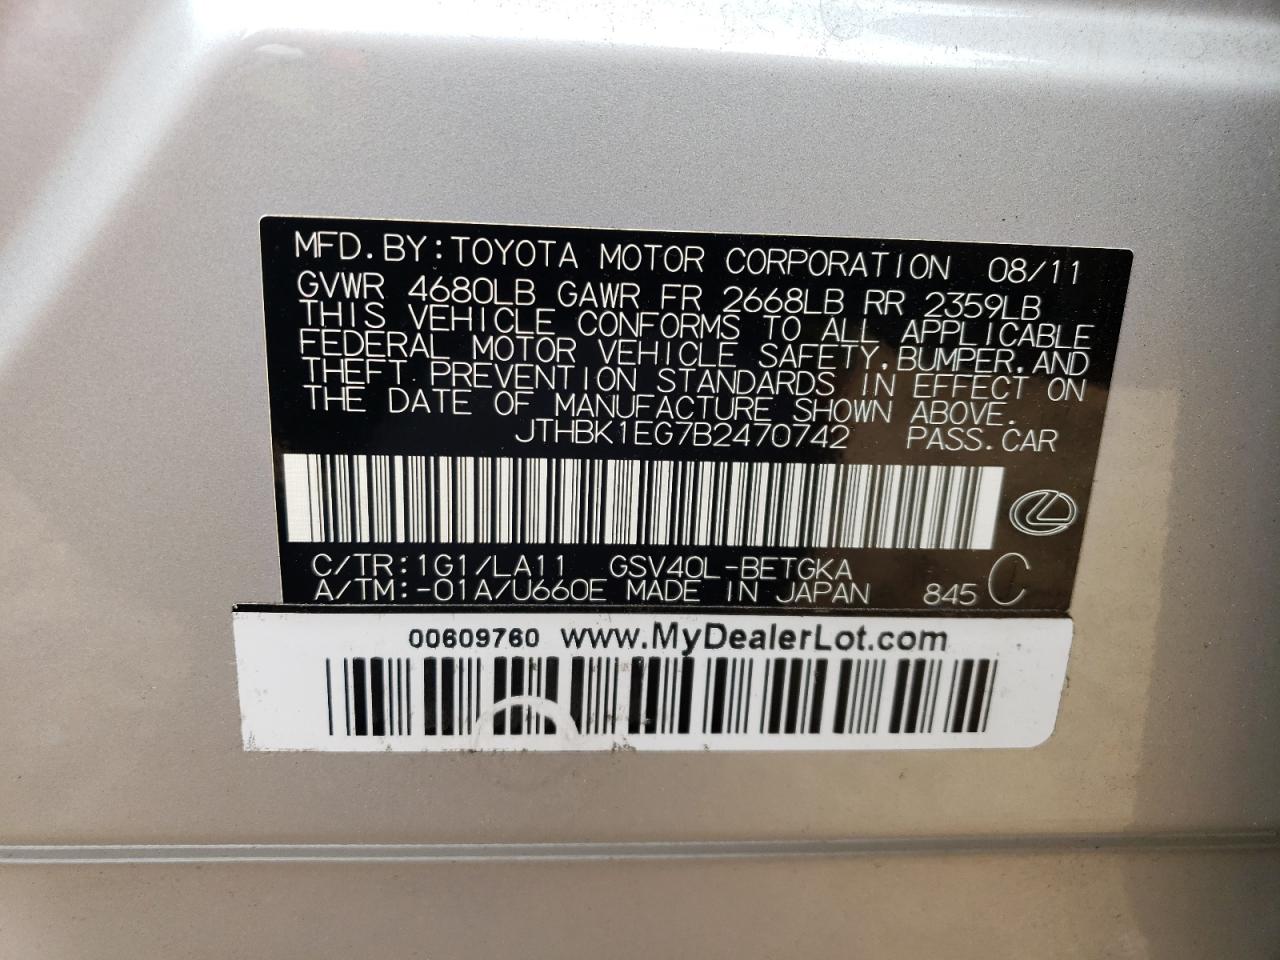 MFD.BY:TOYOTA MOTOR CORPORATION 08/11
GVWR 4680LB GAWR FR 2668LB RR 2359LB
THIS VEHICLE CONFORMS TO ALL APPLICABLE
FEDERAL MOTOR VEHICLE SAFETY,BUMPER,AND
THEFT PREVENTION STANDARDS IN EFFECT ON
THE DATE OF MANUFACTURE SHOWN ABOVE.
JTHBK1EG7B2470742 PASS.CAR
C/TR:1G1/LA11 GSV40L-BETGKA
A/TM:-01A/U660E MADE IN JAPAN 845 C
00609760 www.MyDealerLot.com